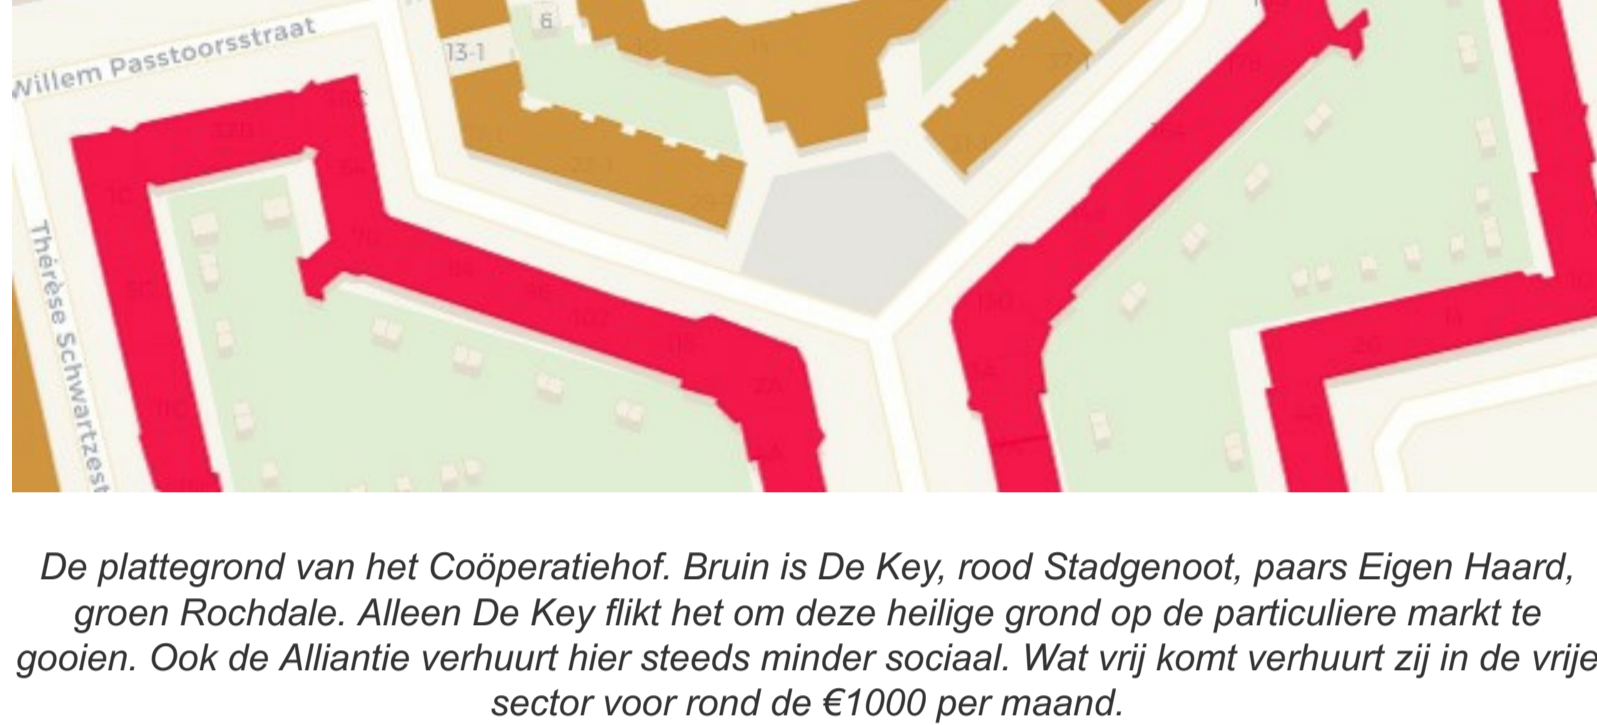 Willem Passtoorsstraat
13-1
6
Thérèse Schwartzest
De plattegrond van het Coöperatiehof. Bruin is De Key, rood Stadgenoot, paars Eigen Haard,
groen Rochdale. Alleen De Key flikt het om deze heilige grond op de particuliere markt te
gooien. Ook de Alliantie verhuurt hier steeds minder sociaal. Wat vrij komt verhuurt zij in de vrije
sector voor rond de €1000 per maand.